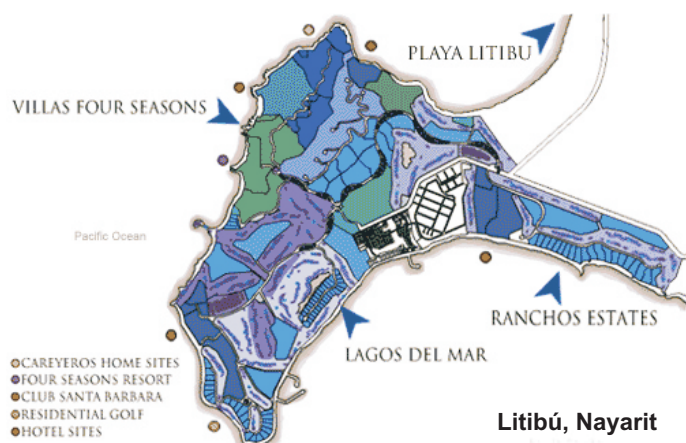 PLAYA LITIBU
VILLAS FOUR SEASONS
Pacific Ocean
RANCHOS ESTATES
LAGOS DEL MAR
CAREYEROS HOME SITES
FOUR SEASONS RESORT
CLUB SANTA BARBARA
RESIDENTIAL GOLF
HOTEL SITES
Litibú, Nayarit